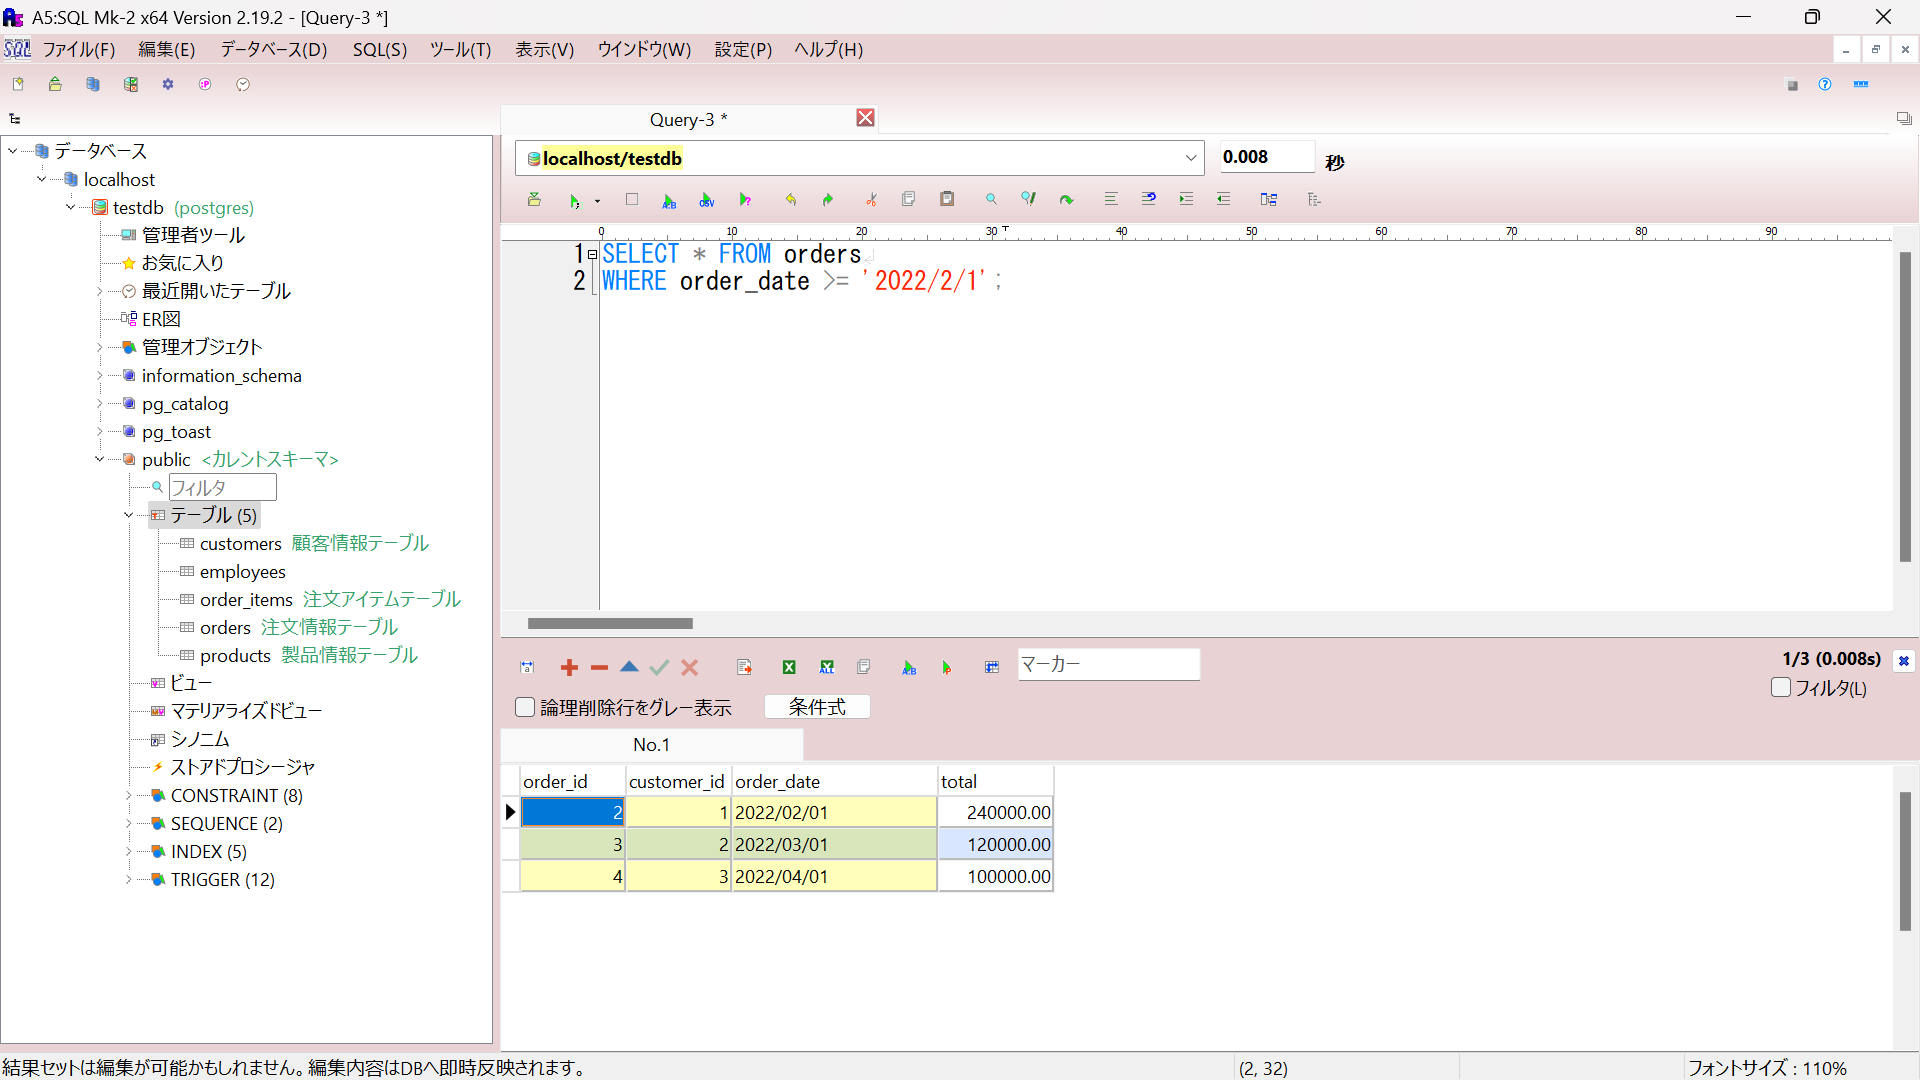 A5:SQL Mk-2 x64 Version 2.19.2 - [Query-3 *]
ファイル(F) 編集(E) データベース(D) SQL(S) ツール(T) 表示(V) ウインドウ(W) 設定(P) ヘルプ(H)
Query-3 *
localhost/testdb 0.008 秒
データベース
localhost
testdb (postgres)
管理者ツール
お気に入り
最近開いたテーブル
ER図
管理オブジェクト
information_schema
pg_catalog
pg_toast
public <カレントスキーマ>
フィルタ
テーブル (5)
customers 顧客情報テーブル
employees
order_items 注文アイテムテーブル
orders 注文情報テーブル
products 製品情報テーブル
ビュー
マテリアライズドビュー
シノニム
ストアドプロシージャ
CONSTRAINT (8)
SEQUENCE (2)
INDEX (5)
TRIGGER (12)
0 10 20 30 40 50 60 70 80 90
1 SELECT * FROM orders
2 WHERE order_date >= '2022/2/1';
マーカー 1/3 (0.008s)
論理削除行をグレー表示 条件式 フィルタ(L)
No.1
order_id customer_id order_date total
2 1 2022/02/01 240000.00
3 2 2022/03/01 120000.00
4 3 2022/04/01 100000.00
結果セットは編集が可能かもしれません。編集内容はDBへ即時反映されます。 (2, 32) フォントサイズ : 110%